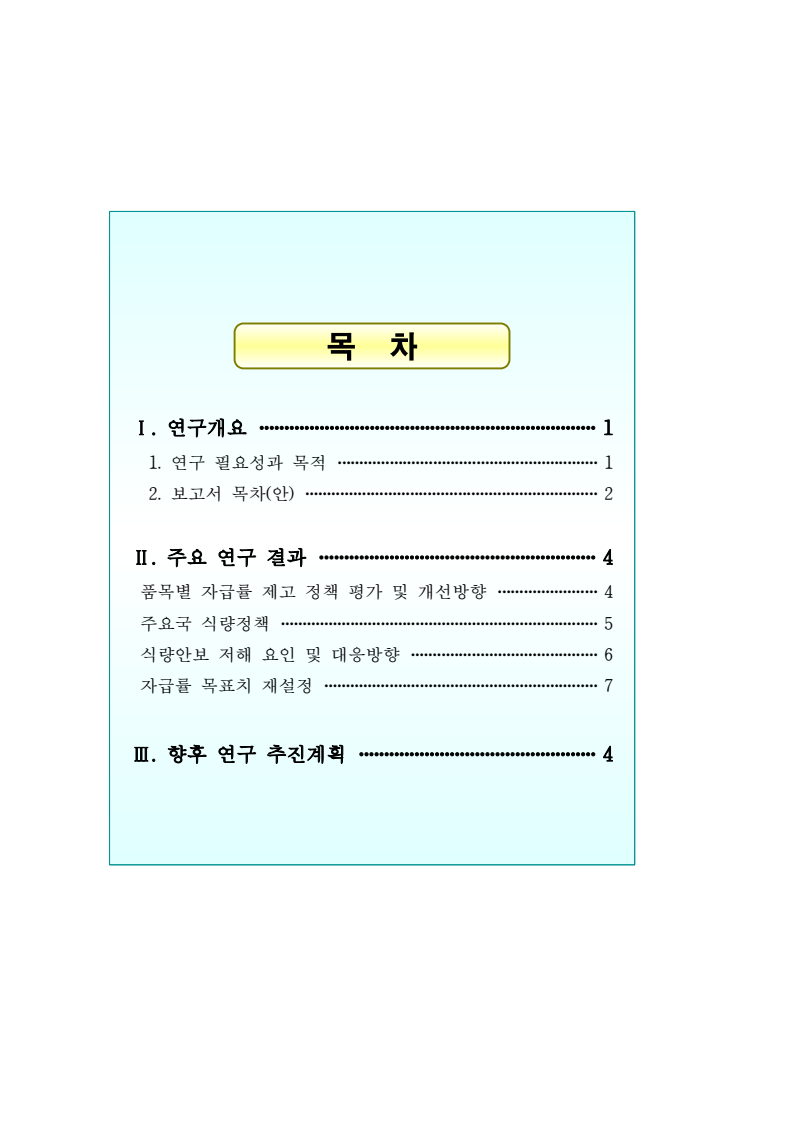 목 차
Ⅰ. 연구개요 ································································ 1
1. 연구 필요성과 목적 ···························································· 1
2. 보고서 목차(안) ··································································· 2
Ⅱ. 주요 연구 결과 ······················································ 4
품목별 자급률 제고 정책 평가 및 개선방향 ······················· 4
주요국 식량정책 ········································································ 5
식량안보 저해 요인 및 대응방향 ··········································· 6
자급률 목표치 재설정 ······························································· 7
Ⅲ. 향후 연구 추진계획 ··············································· 4